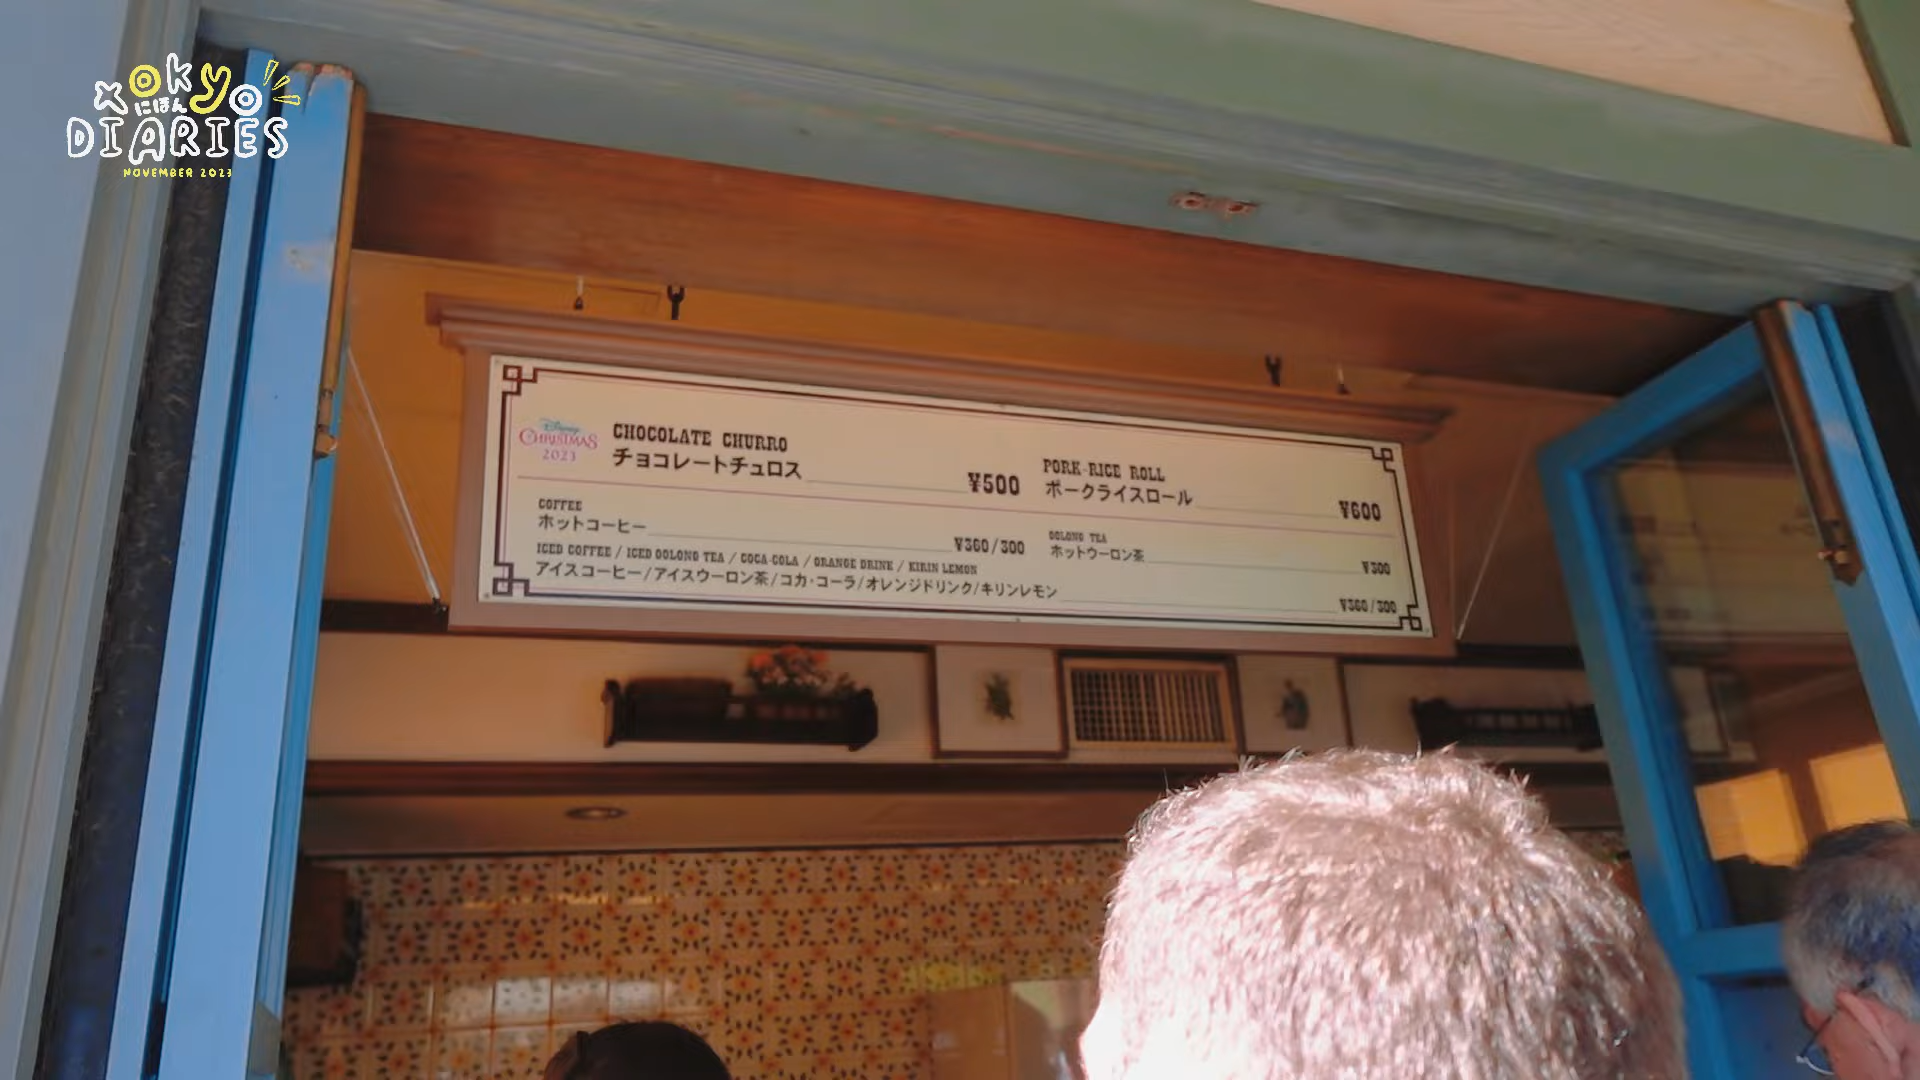 xOKyO
にほん
DIARIES
NOVEMBER 2023
Disney
CHRISTMAS
2023
CHOCOLATE CHURRO
チョコレートチュロス ¥500
PORK-RICE ROLL
ポークライスロール ¥600
COFFEE
ホットコーヒー ¥360/300
OOLONG TEA
ホットウーロン茶 ¥300
ICED COFFEE / ICED OOLONG TEA / COCA-COLA / ORANGE DRINK / KIRIN LEMON
アイスコーヒー/アイスウーロン茶/コカ・コーラ/オレンジドリンク/キリンレモン ¥360/300